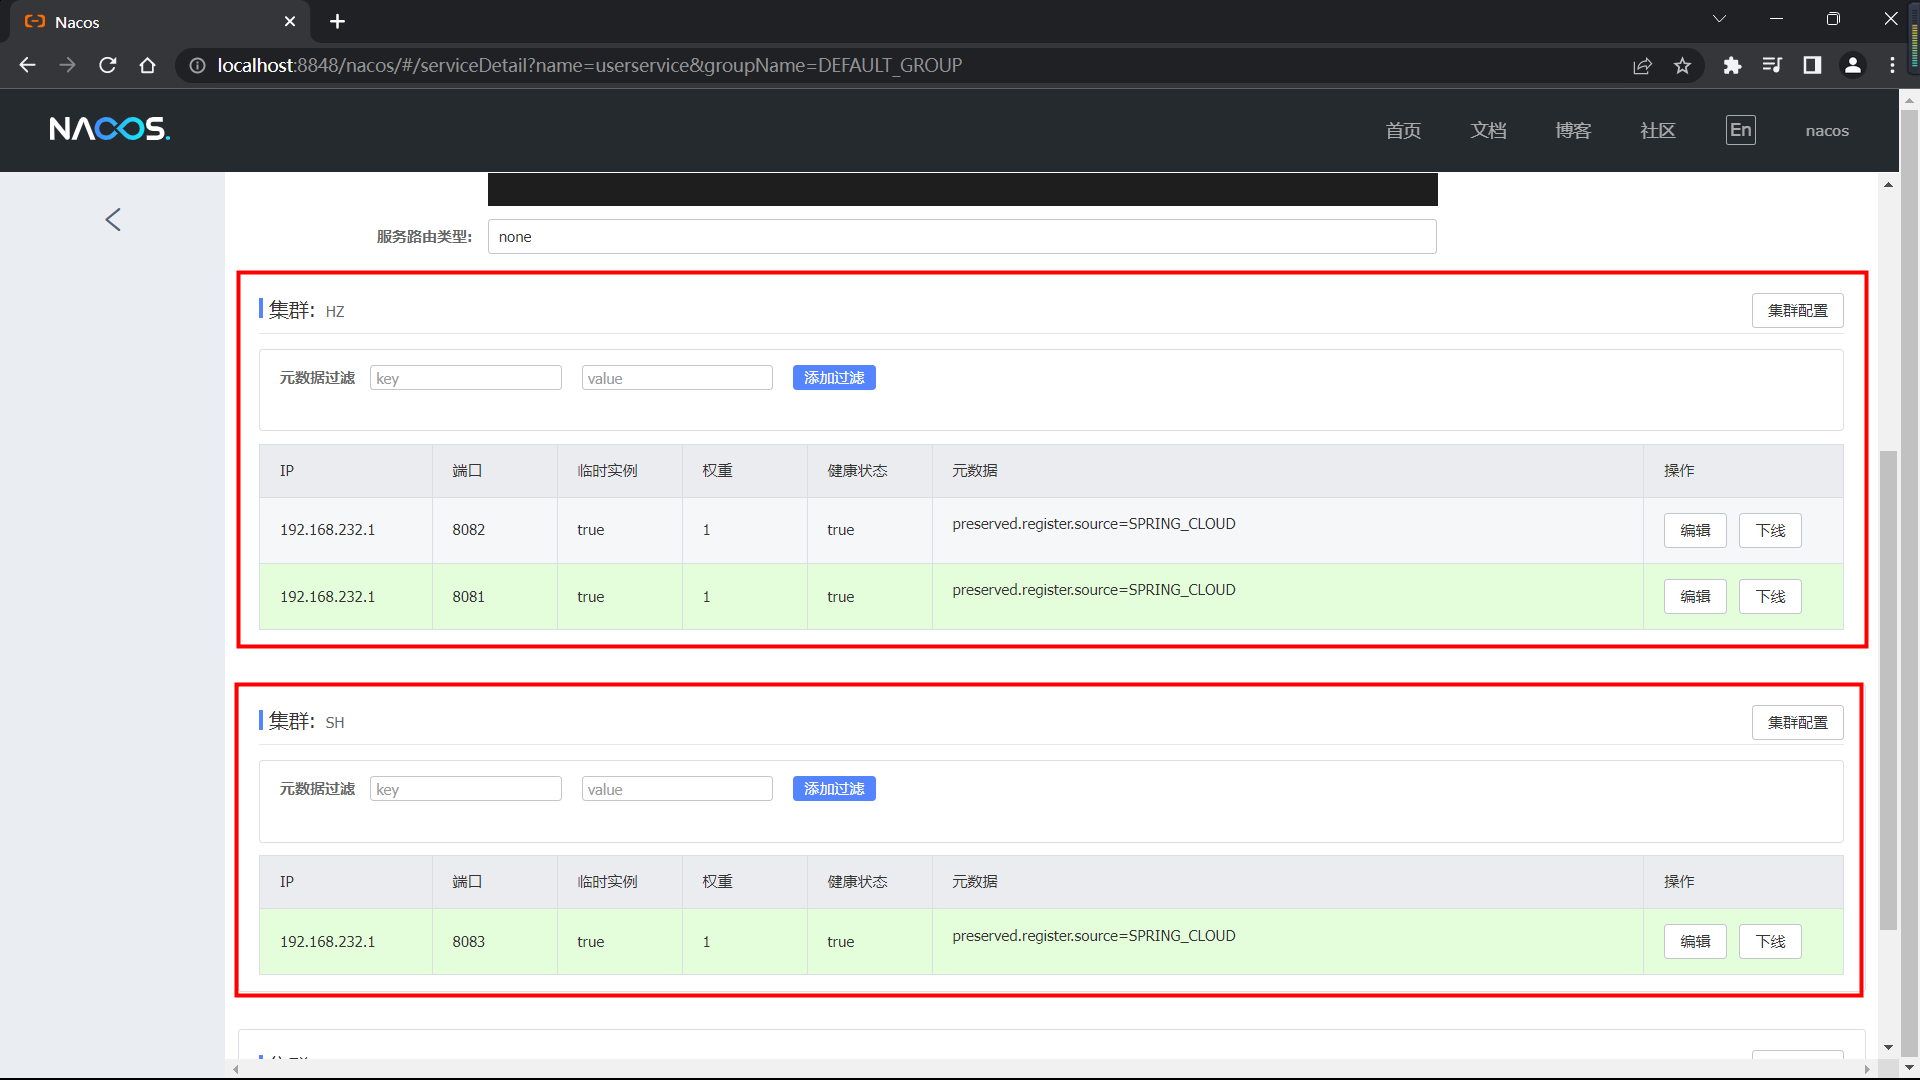 Nacos
localhost:8848/nacos/#/serviceDetail?name=userservice&groupName=DEFAULT_GROUP
NACOS.
首页 文档 博客 社区 En nacos
服务路由类型: none
集群: HZ 集群配置
元数据过滤 key value 添加过滤
IP 端口 临时实例 权重 健康状态 元数据 操作
192.168.232.1 8082 true 1 true preserved.register.source=SPRING_CLOUD 编辑 下线
192.168.232.1 8081 true 1 true preserved.register.source=SPRING_CLOUD 编辑 下线
集群: SH 集群配置
元数据过滤 key value 添加过滤
IP 端口 临时实例 权重 健康状态 元数据 操作
192.168.232.1 8083 true 1 true preserved.register.source=SPRING_CLOUD 编辑 下线